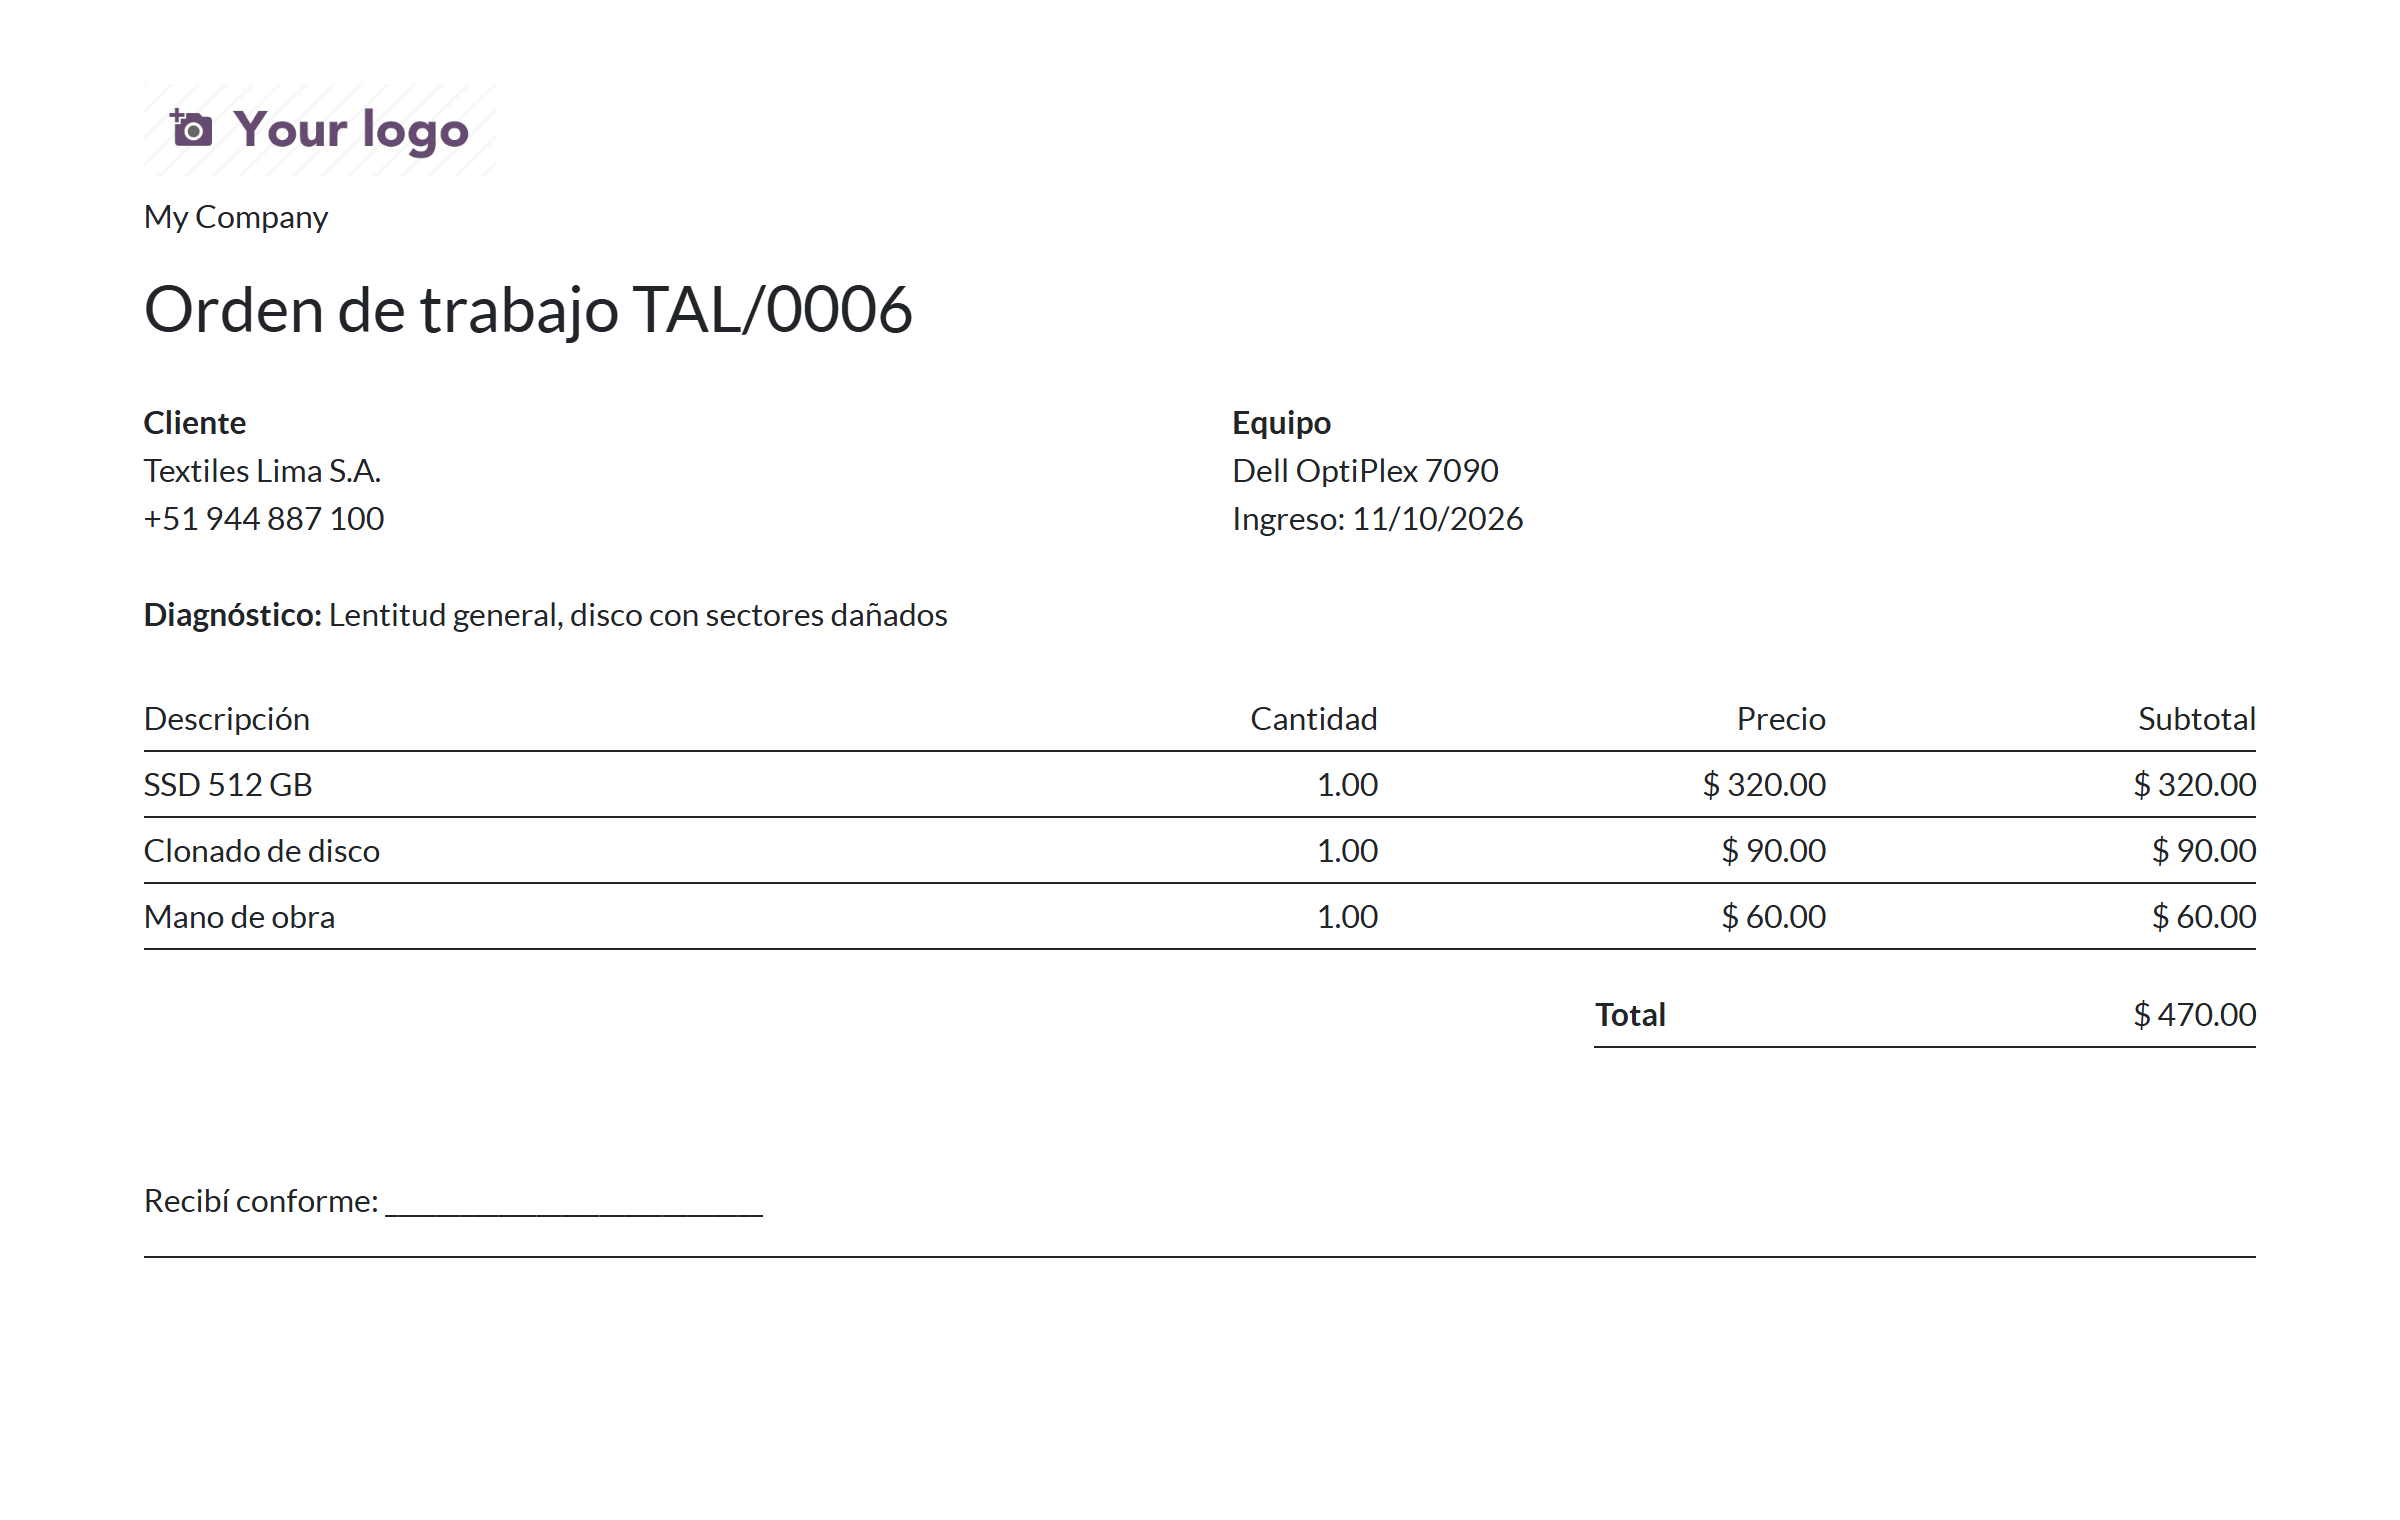 Your logo
My Company
Orden de trabajo TAL/0006
Cliente
Textiles Lima S.A.
+51 944 887 100
Equipo
Dell OptiPlex 7090
Ingreso: 11/10/2026
Diagnóstico: Lentitud general, disco con sectores dañados
Descripción Cantidad Precio Subtotal
SSD 512 GB 1.00 $ 320.00 $ 320.00
Clonado de disco 1.00 $ 90.00 $ 90.00
Mano de obra 1.00 $ 60.00 $ 60.00
Total $ 470.00
Recibí conforme: ______________________________